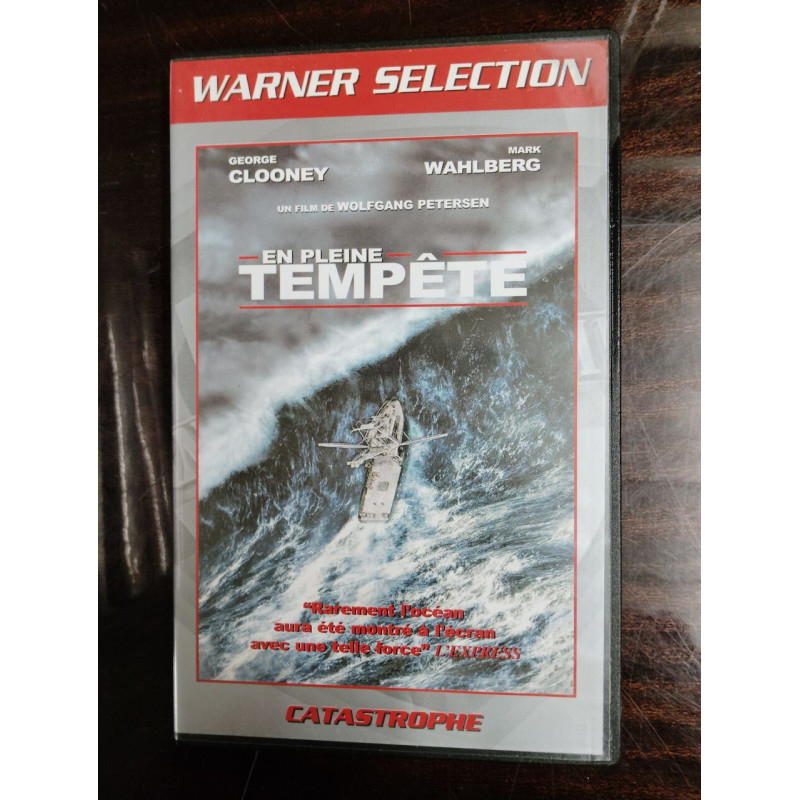 WARNER SELECTION
GEORGE
CLOONEY
MARK
WAHLBERG
UN FILM DE WOLFGANG PETERSEN
EN PLEINE
TEMPÊTE
"Rarement l'océan
aura été montré à l'écran
avec une telle force" L'EXPRESS
CATASTROPHE